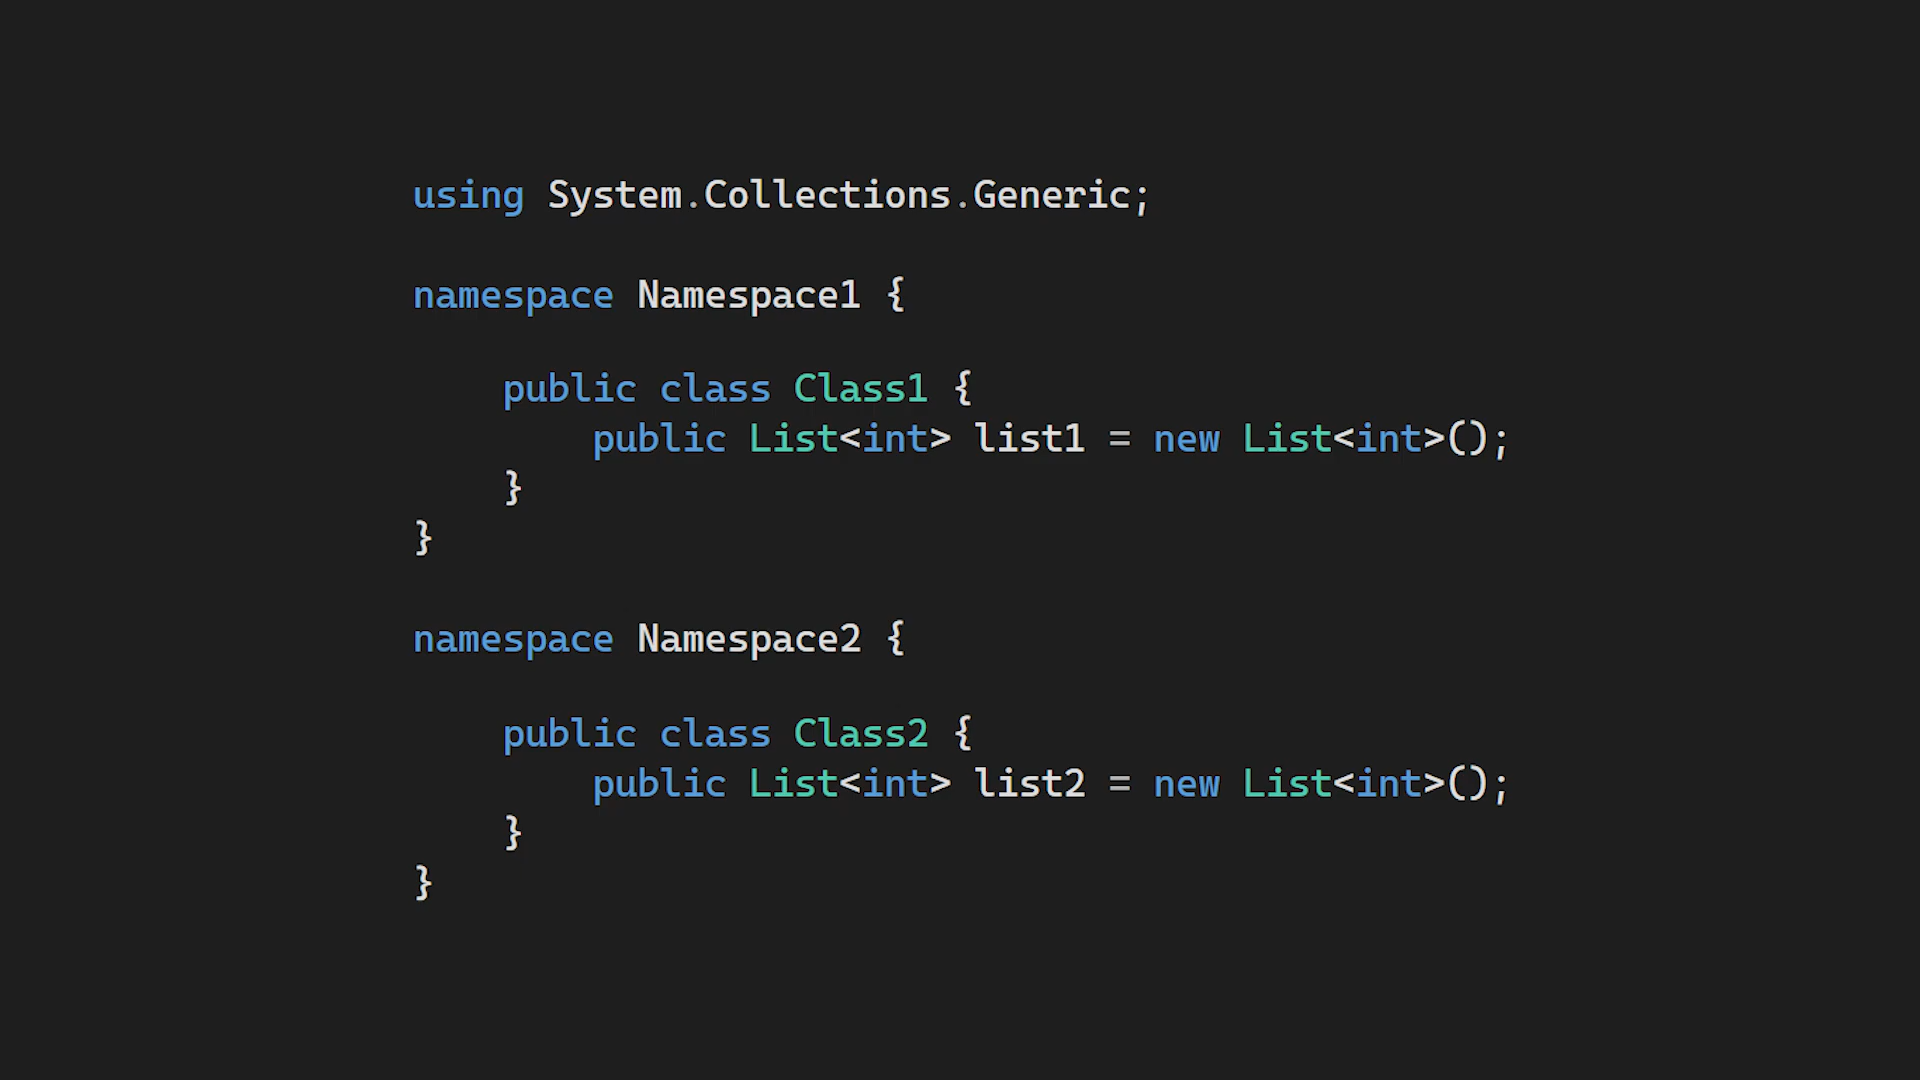 using System.Collections.Generic;
namespace Namespace1 {
public class Class1 {
public List<int> list1 = new List<int>();
}
}
namespace Namespace2 {
public class Class2 {
public List<int> list2 = new List<int>();
}
}